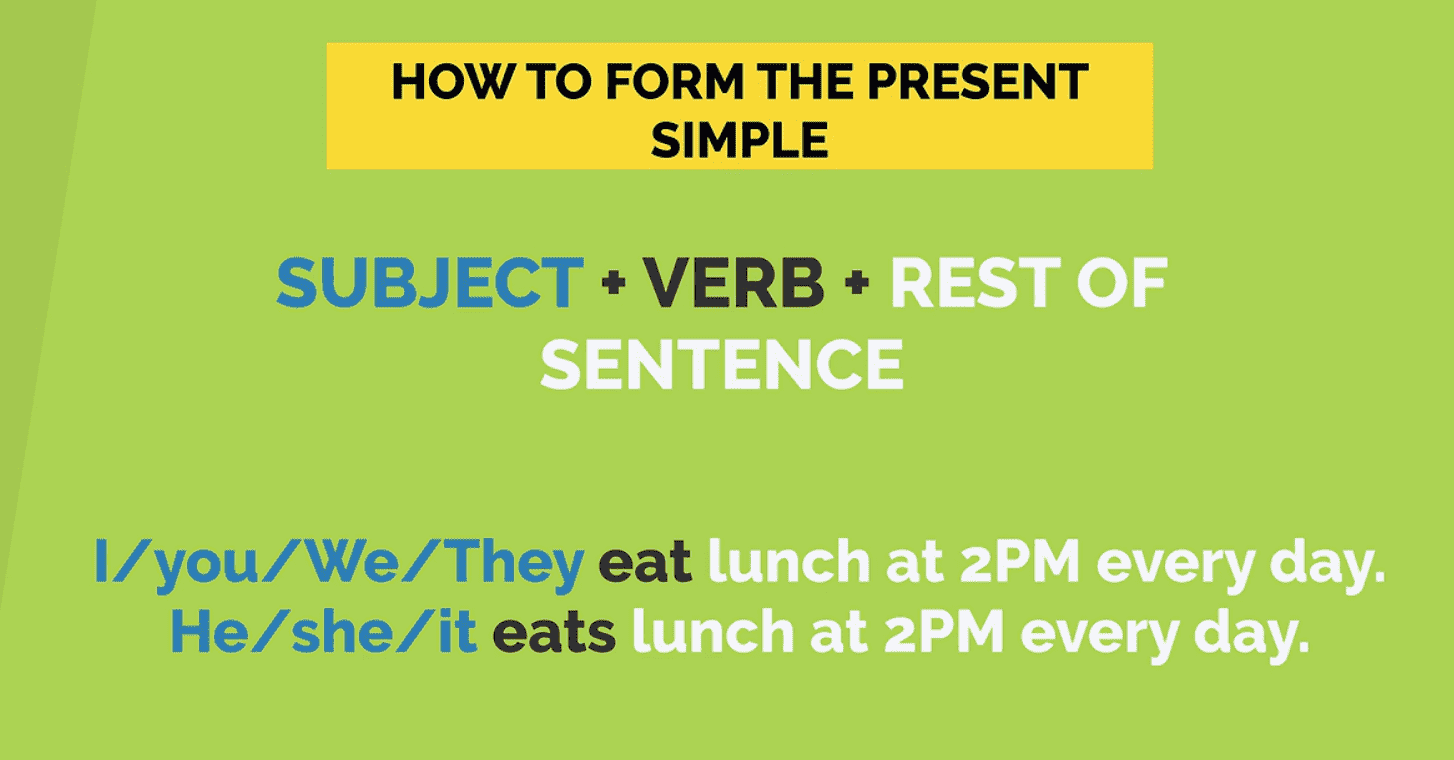 HOW TO FORM THE PRESENT
SIMPLE
SUBJECT + VERB + REST OF
SENTENCE
I/you/We/They eat lunch at 2PM every day.
He/she/it eats lunch at 2PM every day.